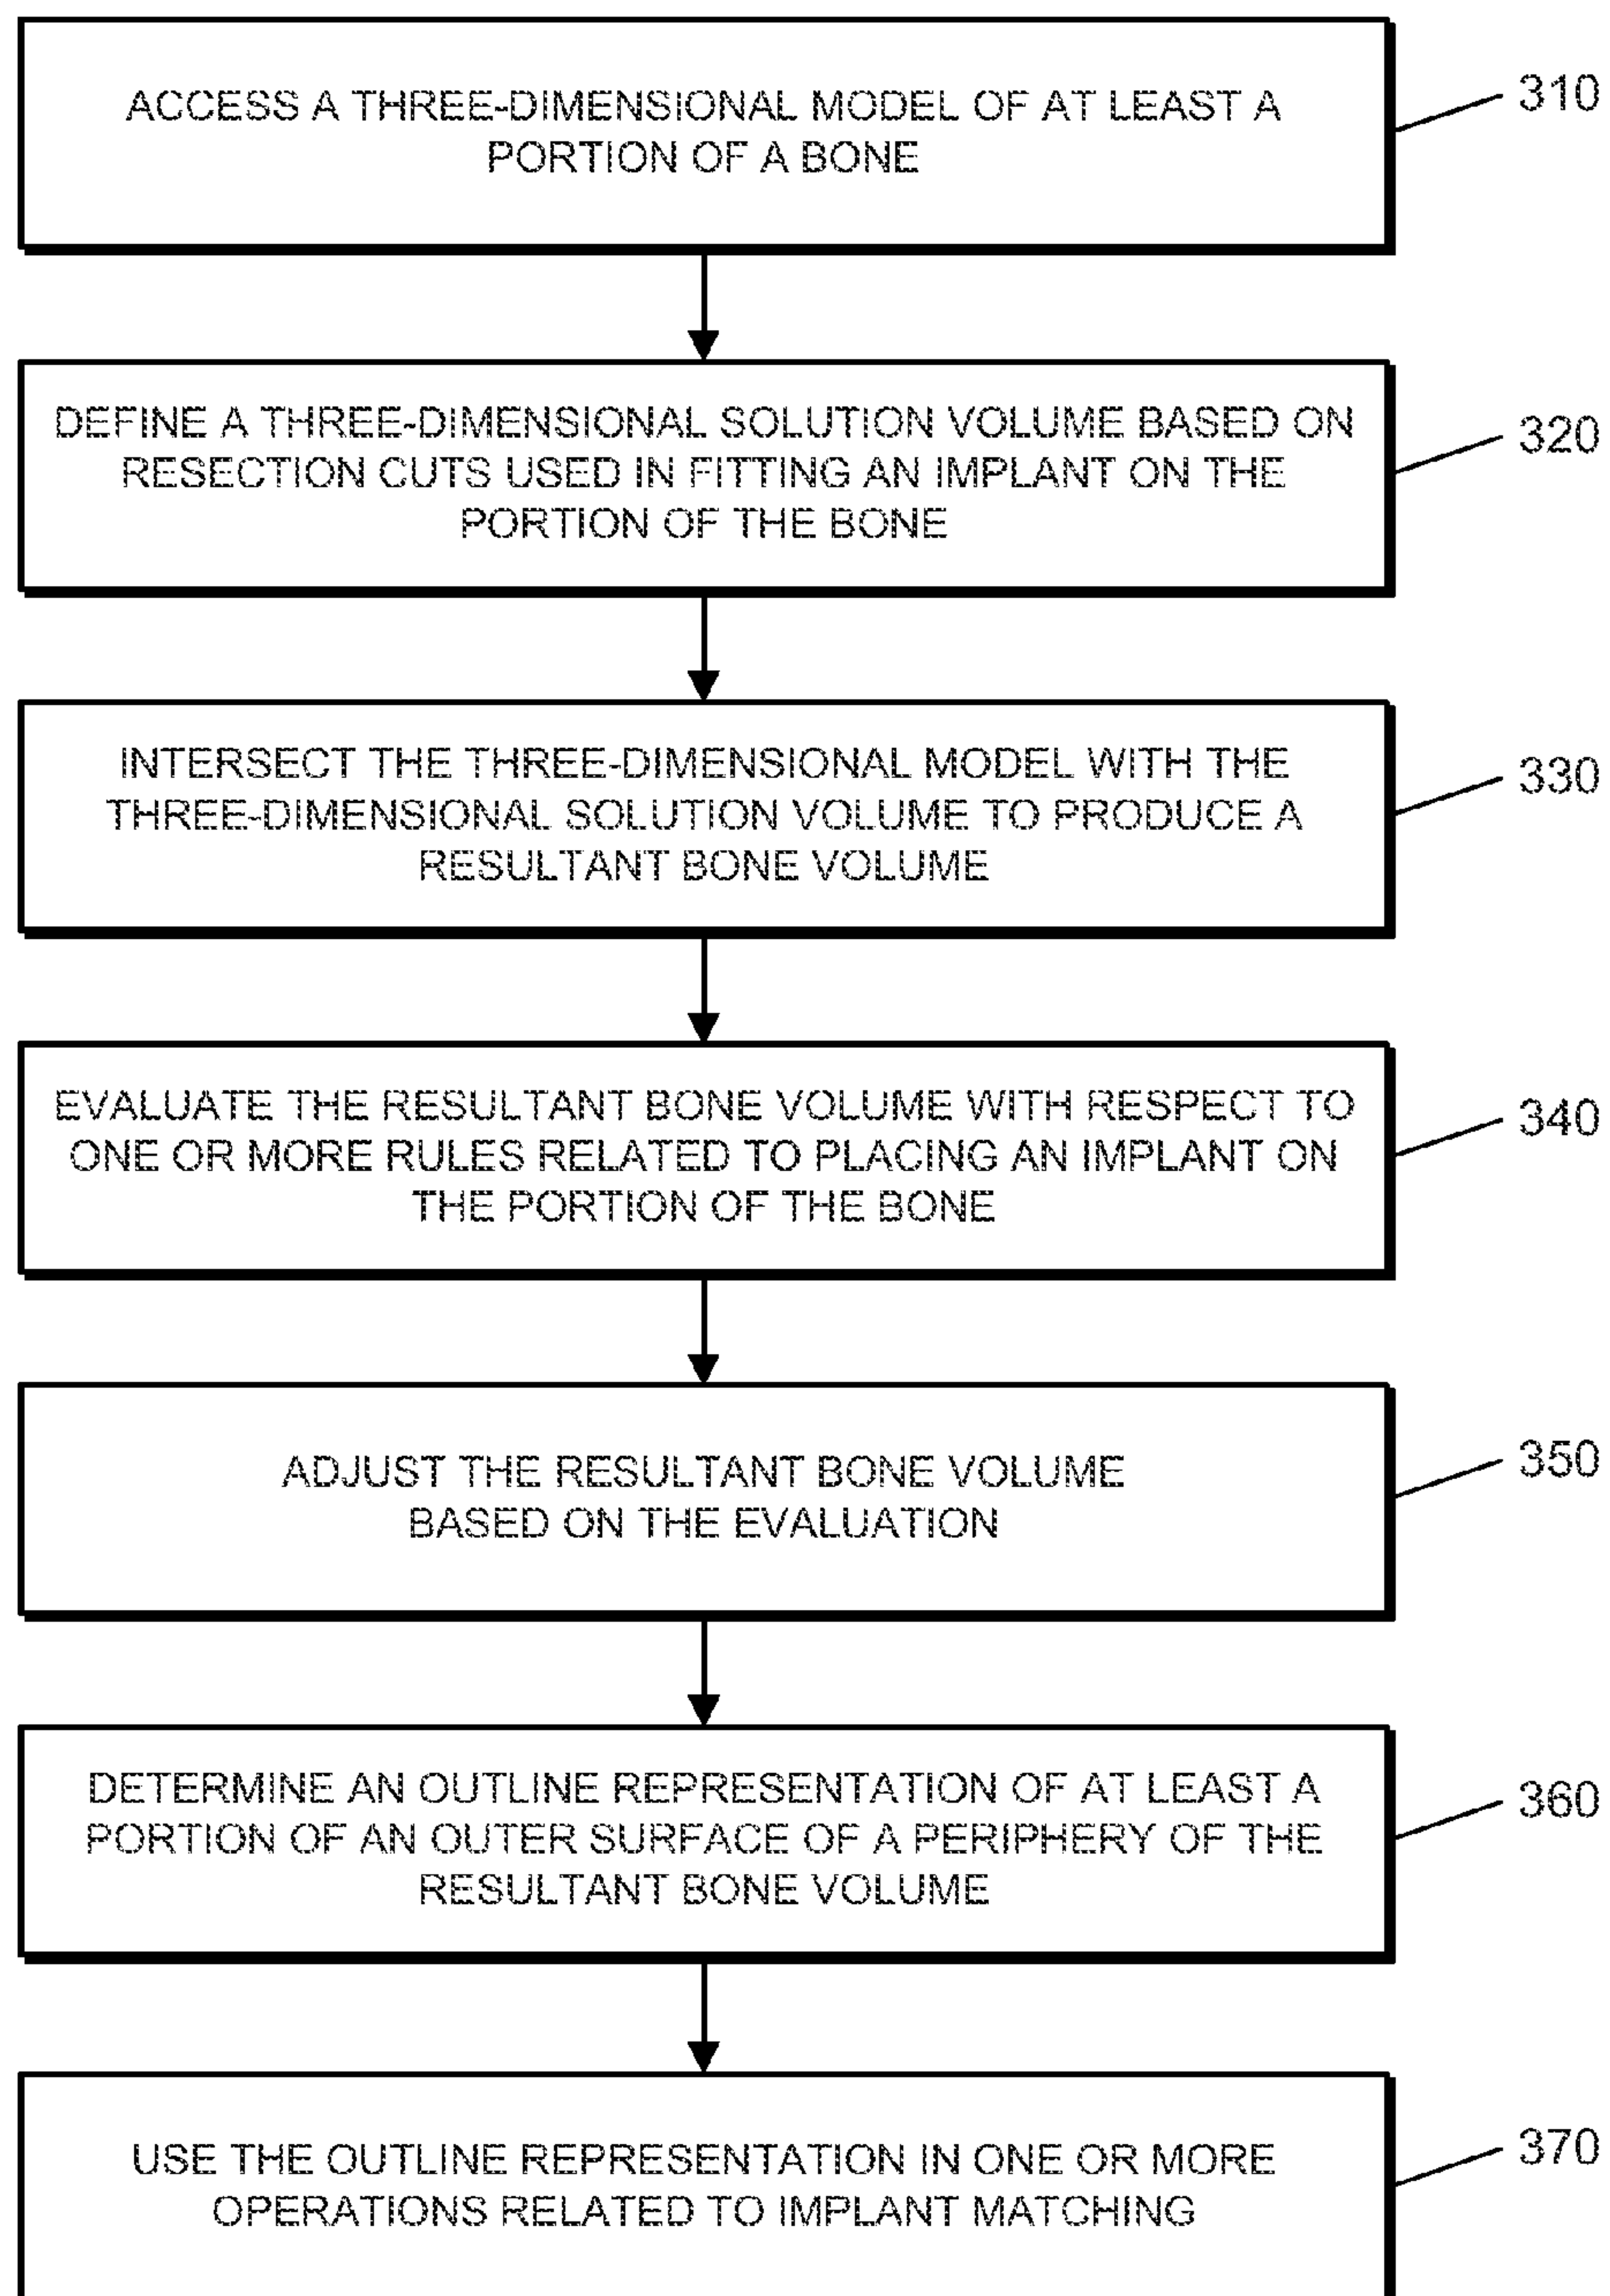 ACCESS A THREE-DIMENSIONAL MODEL OF AT LEAST A
PORTION OF A BONE
310
DEFINE A THREE-DIMENSIONAL SOLUTION VOLUME BASED ON
RESECTION CUTS USED IN FITTING AN IMPLANT ON THE
PORTION OF THE BONE
320
INTERSECT THE THREE-DIMENSIONAL MODEL WITH THE
THREE-DIMENSIONAL SOLUTION VOLUME TO PRODUCE A
RESULTANT BONE VOLUME
330
EVALUATE THE RESULTANT BONE VOLUME WITH RESPECT TO
ONE OR MORE RULES RELATED TO PLACING AN IMPLANT ON
THE PORTION OF THE BONE
340
ADJUST THE RESULTANT BONE VOLUME
BASED ON THE EVALUATION
350
DETERMINE AN OUTLINE REPRESENTATION OF AT LEAST A
PORTION OF AN OUTER SURFACE OF A PERIPHERY OF THE
RESULTANT BONE VOLUME
360
USE THE OUTLINE REPRESENTATION IN ONE OR MORE
OPERATIONS RELATED TO IMPLANT MATCHING
370